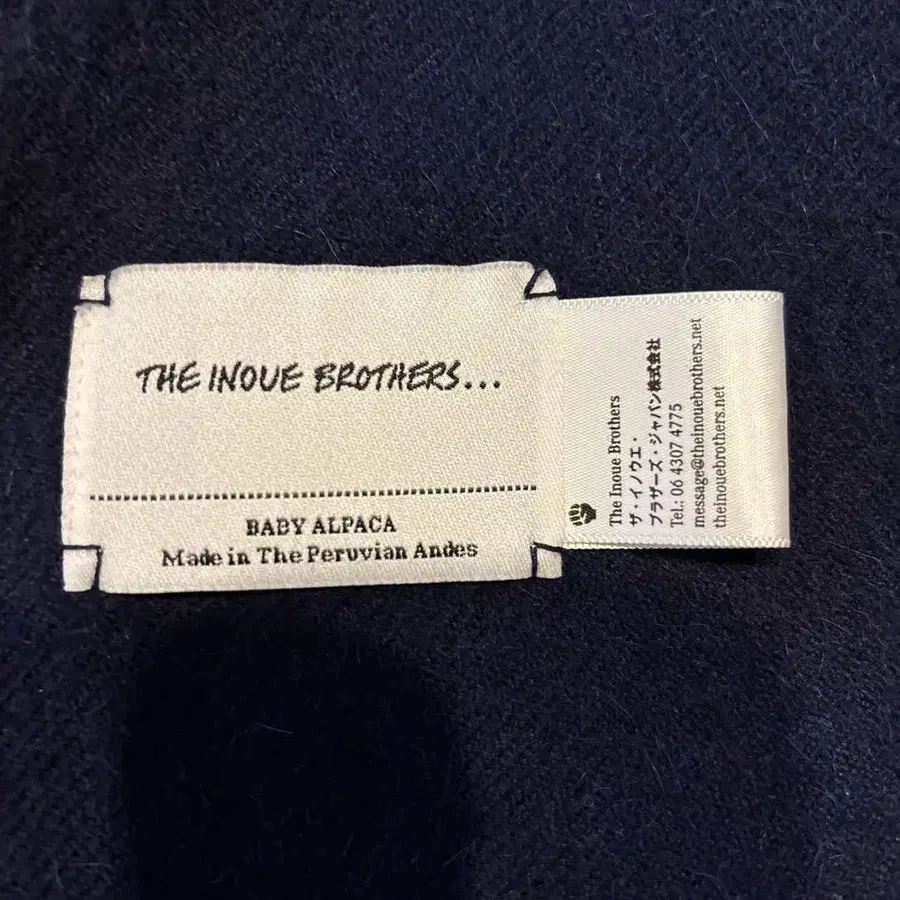 THE INOUE BROTHERS...
BABY ALPACA
Made in The Peruvian Andes
The Inoue Brothers
ザ・イノウエ・
ブラザーズ・ジャパン株式会社
Tel.: 06 4307 4775
message@theinouebrothers.net
theinouebrothers.net